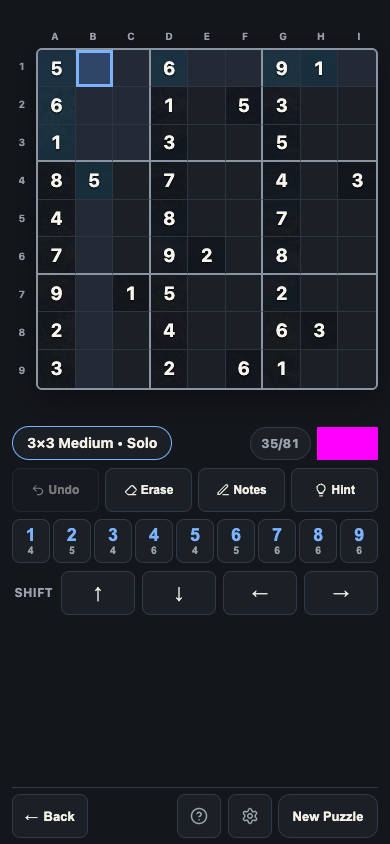 A B C D E F G H I
1 5 6 9 1
2 6 1 5 3
3 1 3 5
4 8 5 7 4 3
5 4 8 7
6 7 9 2 8
7 9 1 5 2
8 2 4 6 3
9 3 2 6 1
3×3 Medium • Solo 35/81
Undo Erase Notes Hint
1 2 3 4 5 6 7 8 9
4 5 4 6 4 5 6 6 6
SHIFT ↑ ↓ ← →
← Back ? New Puzzle